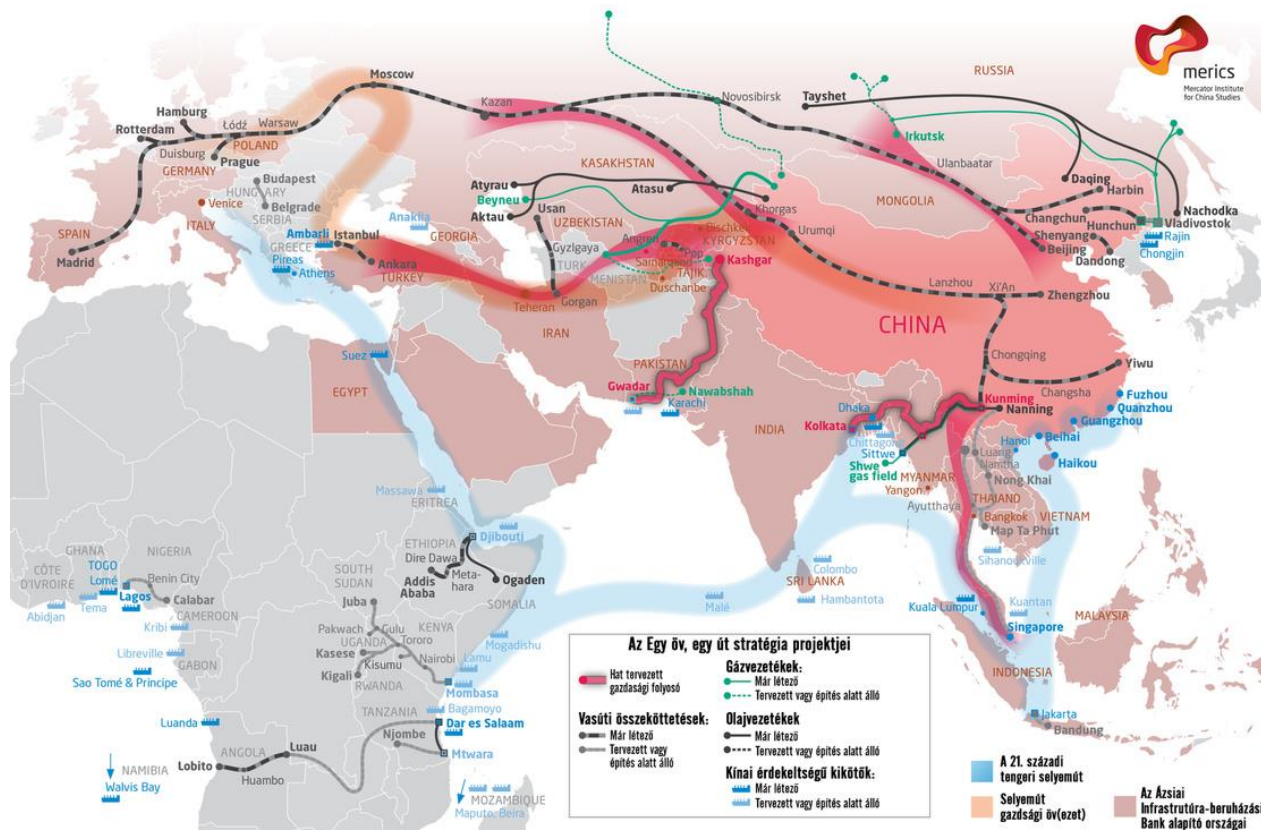 merics
Mercator Institute
for China Studies
RUSSIA
Moscow
Kazan
Novosibirsk
Tayshet
Irkutsk
Hamburg
Rotterdam
Łódź
Warsaw
POLAND
Duisburg
Prague
GERMANY
Budapest
HUNGARY
Belgrade
SERBIA
Venice
ITALY
SPAIN
Madrid
GREECE
Pireas
Athens
Ambarli
Istanbul
Ankara
TURKEY
Anaklia
GEORGIA
KASAKHSTAN
Atyrau
Beyneu
Aktau
Atasu
Usan
UZBEKISTAN
Gyzlgaya
TURK
MENISTAN
Angren
Pop
Samarqand
TAJIK.
Duschanbe
Bischkek
KYRGYZSTAN
Khorgas
Urumqi
Kashgar
Teheran
Gorgan
IRAN
MONGOLIA
Ulanbaatar
Daqing
Harbin
Changchun
Hunchun
Shenyang
Dandong
Beijing
Nachodka
Vladivostok
Rajin
Chongjin
Lanzhou
Xi'An
Zhengzhou
CHINA
Chongqing
Yiwu
Changsha
Fuzhou
Quanzhou
Guangzhou
Kunming
Nanning
Beihai
Haikou
Hanoi
PAKISTAN
Gwadar
Nawabshah
Karachi
INDIA
Dhaka
Kolkata
Chittagong
Sittwe
Shwe
gas field
MYANMAR
Yangon
Luang
Namtha
Nong Khai
THAILAND
Ayutthaya
Bangkok
VIETNAM
Map Ta Phut
Sihanoukville
Kuantan
Kuala Lumpur
MALAYSIA
Singapore
INDONESIA
Jakarta
Bandung
SRI LANKA
Colombo
Hambantota
Malé
Suez
EGYPT
Massawa
ERITREA
Djibouti
ETHIOPIA
Dire Dawa
Addis
Ababa
Meta-
hara
Ogaden
SOMALIA
SOUTH
SUDAN
Juba
Pakwach
Gulu
Tororo
KENYA
UGANDA
Kasese
Kisumu
Nairobi
Kigali
RWANDA
Lamu
Mogadishu
Mombasa
Bagamoyo
TANZANIA
Dar es Salaam
Njombe
Mtwara
MOZAMBIQUE
Maputo, Beira
GHANA
NIGERIA
CÔTE
D'IVOIRE
TOGO
Lomé
Lagos
Benin City
Calabar
Tema
Abidjan
CAMEROON
Kribi
Libreville
GABON
Sao Tomé & Principe
Luanda
ANGOLA
Luau
Lobito
Huambo
NAMIBIA
Walvis Bay
Az Egy öv, egy út stratégia projektjei
Hat tervezett
gazdasági folyosó
Vasúti összeköttetések:
Már létező
Tervezett vagy
építés alatt álló
Gázvezetékek:
Már létező
Tervezett vagy építés alatt álló
Olajvezetékek
Már létező
Tervezett vagy építés alatt álló
Kínai érdekeltségű kikötők:
Már létező
Tervezett vagy építés alatt álló
A 21. századi
tengeri selyemút
Selyemút
gazdsági öv(ezet)
Az Ázsiai
Infrastrutúra-beruházási
Bank alapító országai